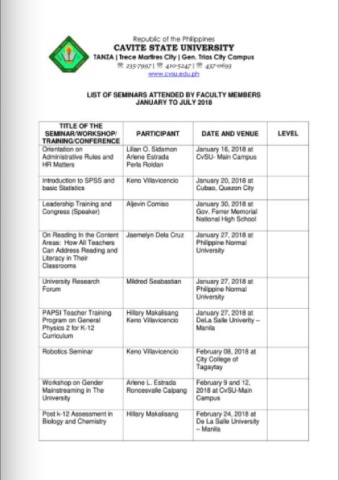 Republic of the Philippines
CAVITE STATE UNIVERSITY
TANZA | Trece Martires City | Gen. Trias City Campus
☏ 235-7997 | ☏ 410-5247 | ☏ 437-0693
www.cvsu.edu.ph
LIST OF SEMINARS ATTENDED BY FACULTY MEMBERS
JANUARY TO JULY 2018
TITLE OF THE
SEMINAR/WORKSHOP/
TRAINING/CONFERENCE
PARTICIPANT
DATE AND VENUE
LEVEL
Orientation on
Administrative Rules and
HR Matters
Lilian O. Sidamon
Arlene Estrada
Perla Roldan
January 16, 2018 at
CvSU- Main Campus
Introduction to SPSS and
basic Statistics
Keno Villavicencio
January 20, 2018 at
Cubao, Quezon City
Leadership Training and
Congress (Speaker)
Aljevin Comiso
January 30, 2018 at
Gov. Ferrer Memorial
National High School
On Reading In the Content
Areas: How All Teachers
Can Address Reading and
Literacy in Their
Classrooms
Jaemelyn Dela Cruz
January 27, 2018 at
Philippine Normal
University
University Research
Forum
Mildred Seabastian
January 27, 2018 at
Philippine Normal
University
PAPSI Teacher Training
Program on General
Physics 2 for K-12
Curriculum
Hillary Makalisang
Keno Villavicencio
January 27, 2018 at
DeLa Salle Univerity –
Manila
Robotics Seminar
Keno Villavicencio
February 08, 2018 at
City College of
Tagaytay
Workshop on Gender
Mainstreaming in The
University
Arlene L. Estrada
Roncesvalle Caipang
February 9 and 12,
2018 at CvSU-Main
Campus
Post k-12 Assessment in
Biology and Chemistry
Hillary Makalisang
February 24, 2018 at
De La Salle University
– Manila